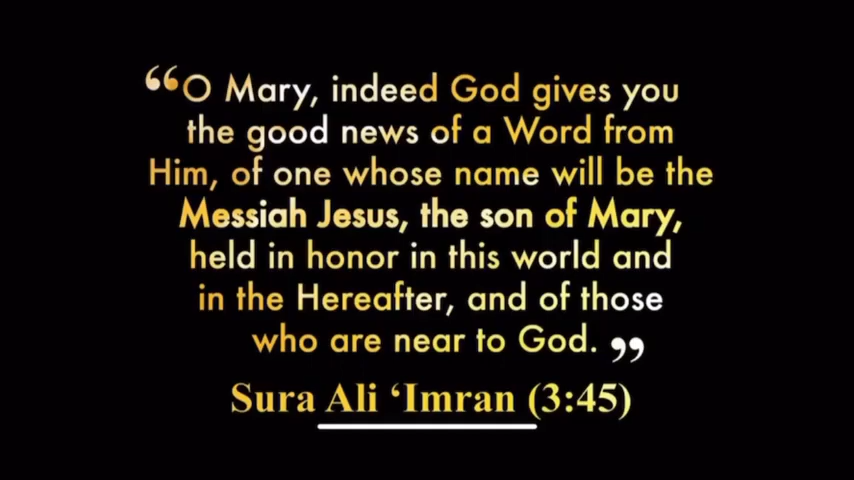 “O Mary, indeed God gives you
the good news of a Word from
Him, of one whose name will be the
Messiah Jesus, the son of Mary,
held in honor in this world and
in the Hereafter, and of those
who are near to God.”
Sura Ali ‘Imran (3:45)